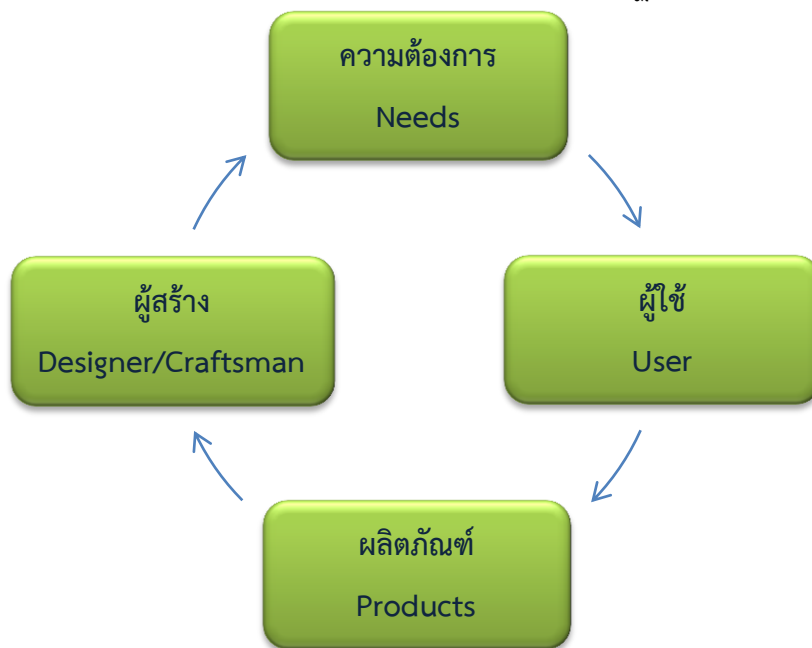 ความต้องการ
Needs
ผู้สร้าง
Designer/Craftsman
ผู้ใช้
User
ผลิตภัณฑ์
Products